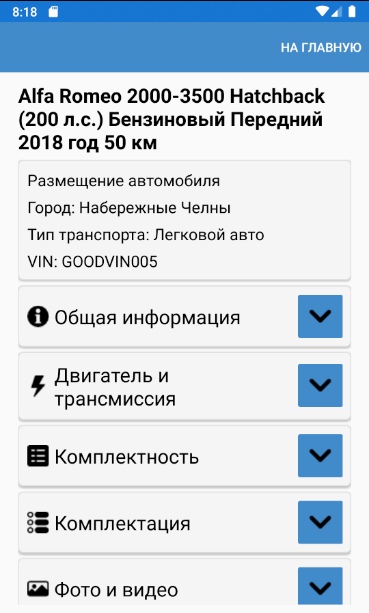 8:18
НА ГЛАВНУЮ
Alfa Romeo 2000-3500 Hatchback
(200 л.с.) Бензиновый Передний
2018 год 50 км
Размещение автомобиля
Город: Набережные Челны
Тип транспорта: Легковой авто
VIN: GOODVIN005
Общая информация
Двигатель и
трансмиссия
Комплектность
Комплектация
Фото и видео